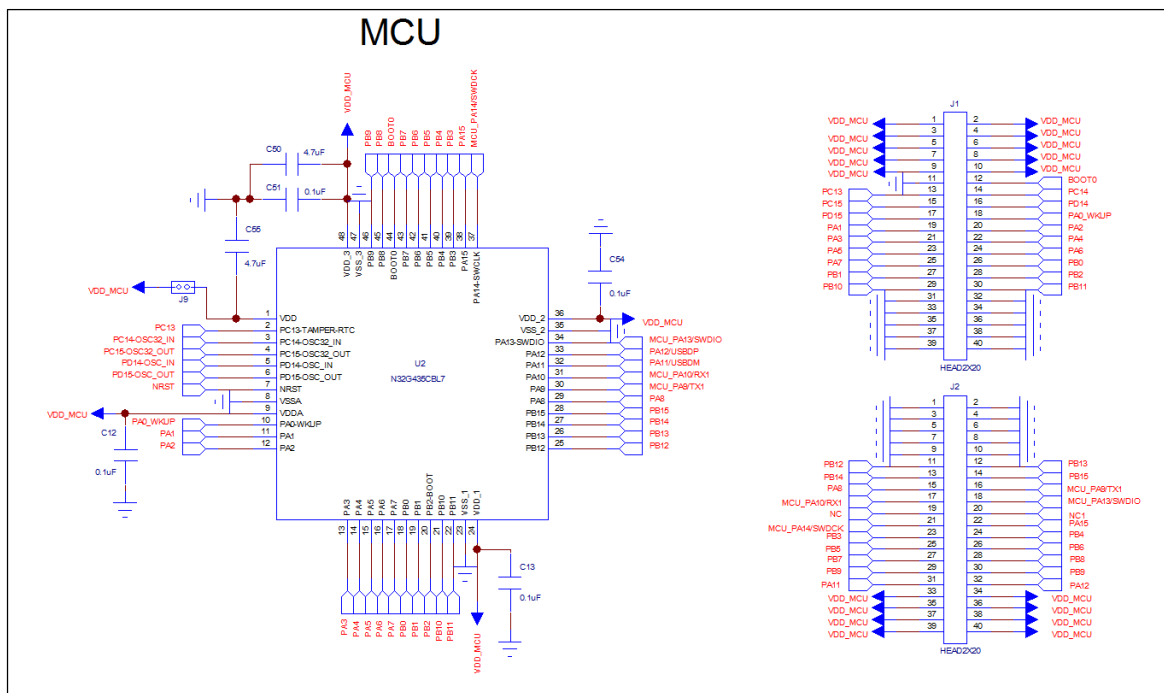 MCU
VDD_MCU
PB9
PB8
BOOT0
PB7
PB6
PB5
PB4
PB3
PA15
MCU_PA14/SWDCK
C50
4.7uF
C51
0.1uF
C55
4.7uF
VDD_MCU
J9
48
47
46
45
44
43
42
41
40
39
38
37
VDD_3
VSS_3
PB9
PB8
BOOT0
PB7
PB6
PB5
PB4
PB3
PA15
PA14-SWCLK
C54
0.1uF
VDD_MCU
PC13
PC14-OSC32_IN
PC15-OSC32_OUT
PD14-OSC_IN
PD15-OSC_OUT
NRST
VDD_MCU
PA0_WKUP
PA1
PA2
C12
0.1uF
1 VDD
2 PC13-TAMPER-RTC
3 PC14-OSC32_IN
4 PC15-OSC32_OUT
5 PD14-OSC_IN
6 PD15-OSC_OUT
7 NRST
8 VSSA
9 VDDA
10 PA0-WKUP
11 PA1
12 PA2
U2
N32G435CBL7
VDD_2 36
VSS_2 35
PA13-SWDIO 34
PA12 33
PA11 32
PA10 31
PA9 30
PA8 29
PB15 28
PB14 27
PB13 26
PB12 25
MCU_PA13/SWDIO
PA12/USBDP
PA11/USBDM
MCU_PA10/RX1
MCU_PA9/TX1
PA8
PB15
PB14
PB13
PB12
PA3
PA4
PA5
PA6
PA7
PB0
PB1
PB2-BOOT
PB10
PB11
VSS_1
VDD_1
13
14
15
16
17
18
19
20
21
22
23
24
C13
0.1uF
PA3
PA4
PA5
PA6
PA7
PB0
PB1
PB2
PB10
PB11
VDD_MCU
J1
VDD_MCU 1 2 VDD_MCU
VDD_MCU 3 4 VDD_MCU
VDD_MCU 5 6 VDD_MCU
VDD_MCU 7 8 VDD_MCU
VDD_MCU 9 10 VDD_MCU
11 12 BOOT0
PC13 13 14 PC14
PC15 15 16 PD14
PD15 17 18 PA0_WKUP
PA1 19 20 PA2
PA3 21 22 PA4
PA5 23 24 PA6
PA7 25 26 PB0
PB1 27 28 PB2
PB10 29 30 PB11
31 32
33 34
35 36
37 38
39 40
HEAD2X20
J2
1 2
3 4
5 6
7 8
9 10
PB12 11 12 PB13
PB14 13 14 PB15
PA8 15 16 MCU_PA9/TX1
MCU_PA10/RX1 17 18 MCU_PA13/SWDIO
NC 19 20 NC1
MCU_PA14/SWDCK 21 22 PA15
PB3 23 24 PB4
PB5 25 26 PB6
PB7 27 28 PB8
PB9 29 30 PB9
PA11 31 32 PA12
VDD_MCU 33 34 VDD_MCU
VDD_MCU 35 36 VDD_MCU
VDD_MCU 37 38 VDD_MCU
VDD_MCU 39 40 VDD_MCU
HEAD2X20